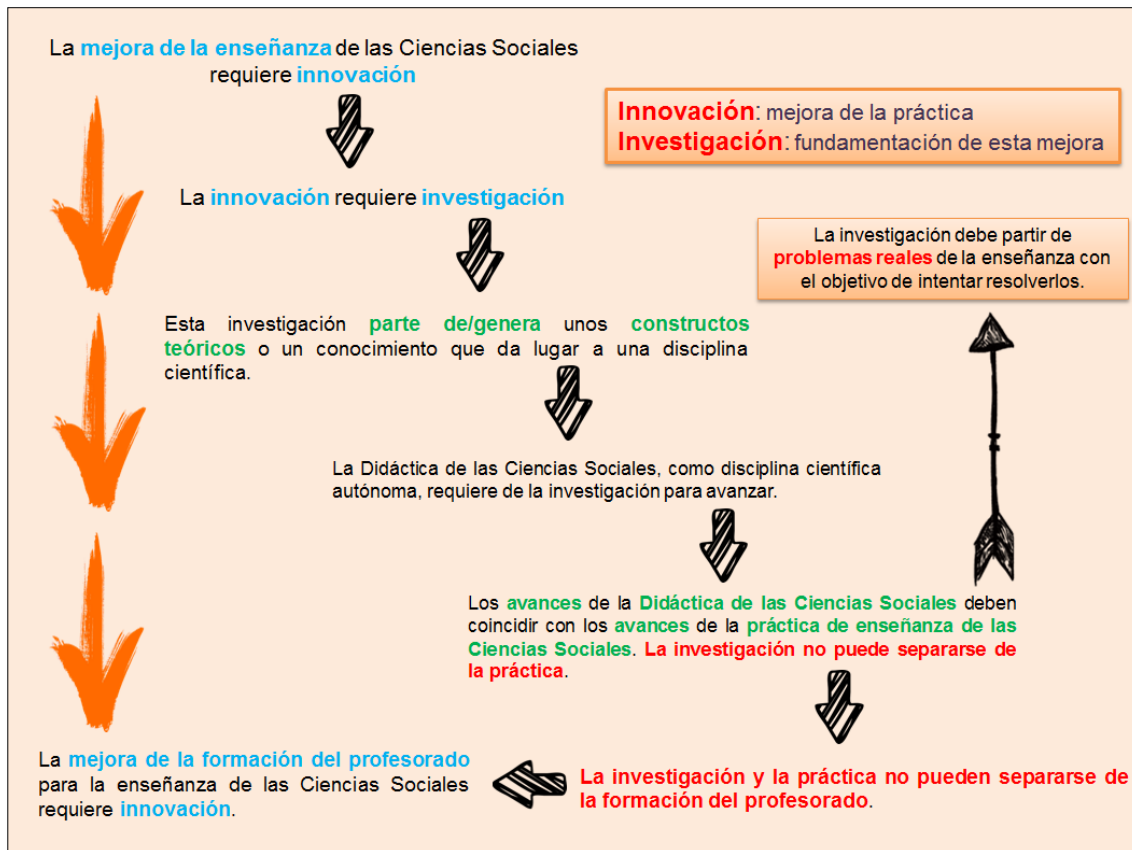 La mejora de la enseñanza de las Ciencias Sociales
requiere innovación
Innovación: mejora de la práctica
Investigación: fundamentación de esta mejora
La innovación requiere investigación
La investigación debe partir de
problemas reales de la enseñanza con
el objetivo de intentar resolverlos.
Esta investigación parte de/genera unos constructos
teóricos o un conocimiento que da lugar a una disciplina
científica.
La Didáctica de las Ciencias Sociales, como disciplina científica
autónoma, requiere de la investigación para avanzar.
Los avances de la Didáctica de las Ciencias Sociales deben
coincidir con los avances de la práctica de enseñanza de las
Ciencias Sociales. La investigación no puede separarse de
la práctica.
La investigación y la práctica no pueden separarse de
la formación del profesorado.
La mejora de la formación del profesorado
para la enseñanza de las Ciencias Sociales
requiere innovación.